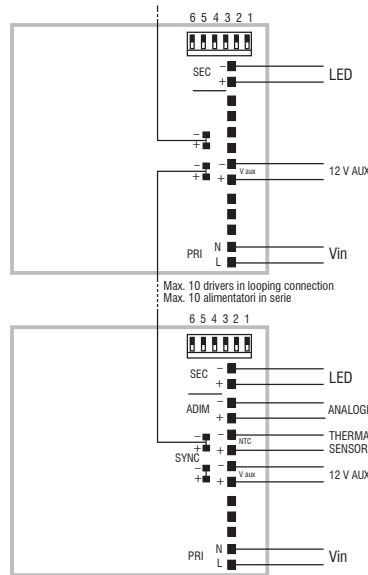 6 5 4 3 2 1
SEC - +
LED
- +
- +
- + V aux
12 V AUX
PRI N L
Vin
Max. 10 drivers in looping connection
Max. 10 alimentatori in serie
6 5 4 3 2 1
SEC - +
LED
ADIM - +
ANALOGI
- + NTC
THERMA
SENSOR
- +
SYNC
- +
- + V aux
12 V AUX
PRI N L
Vin